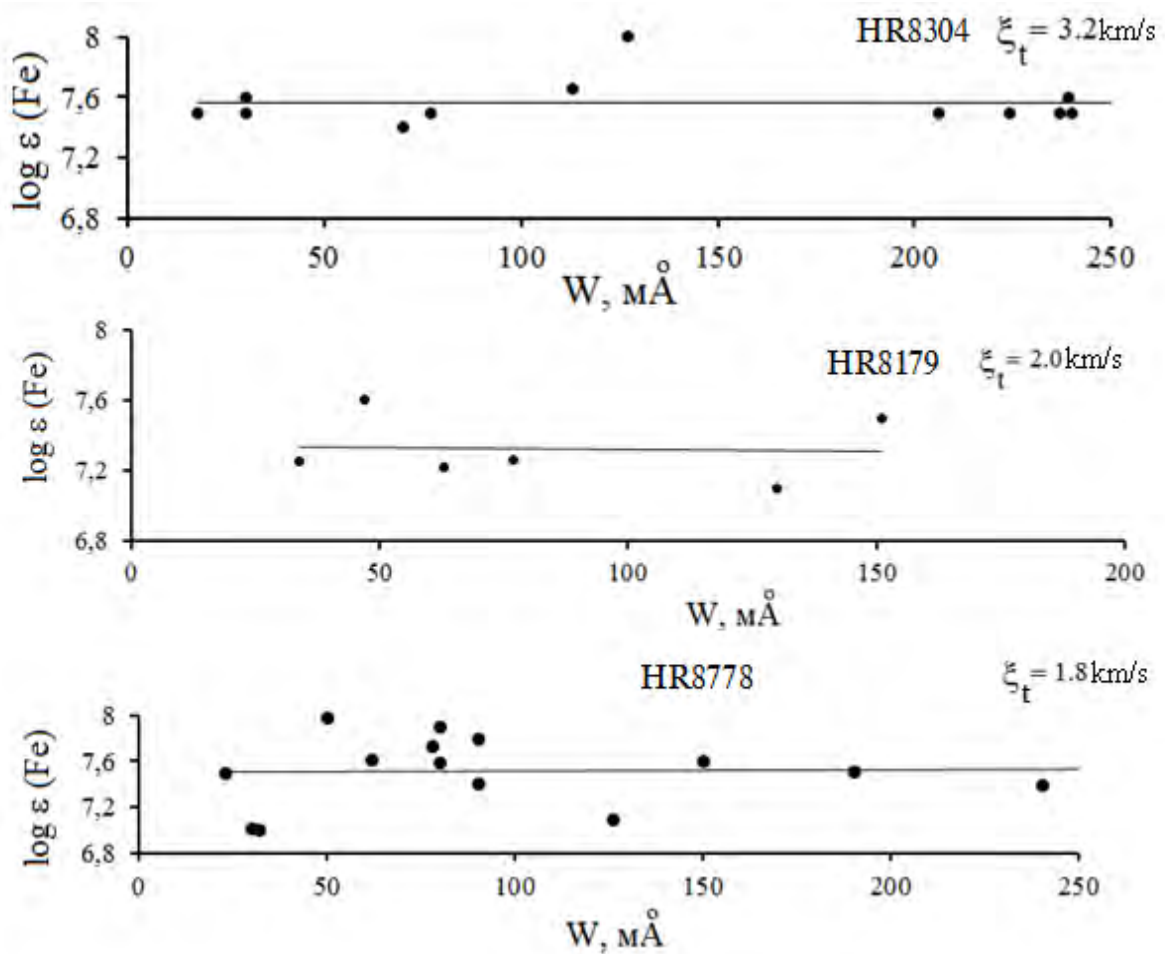 HR8304 ξt = 3.2km/s
log ε (Fe)
8
7,6
7,2
6,8
0 50 100 150 200 250
W, мÅ
HR8179 ξt = 2.0km/s
log ε (Fe)
8
7,6
7,2
6,8
0 50 100 150 200
W, мÅ
HR8778 ξt = 1.8km/s
log ε (Fe)
8
7,6
7,2
6,8
0 50 100 150 200 250
W, мÅ